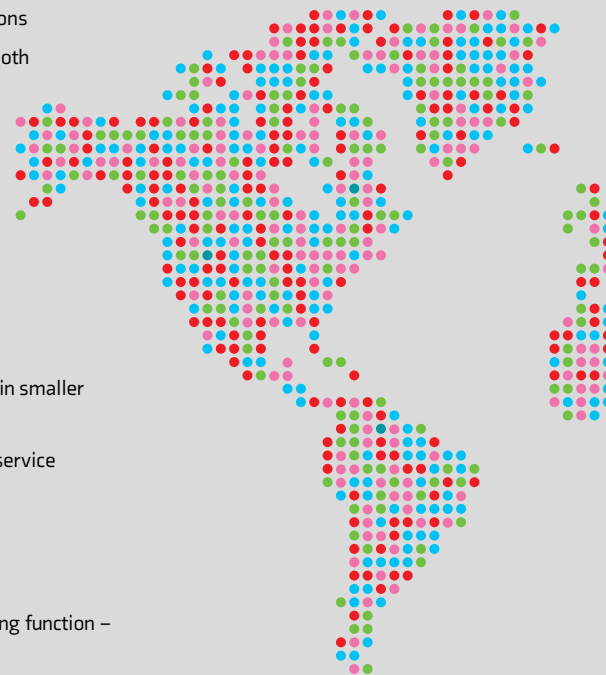 ons
oth
in smaller
service
ng function –